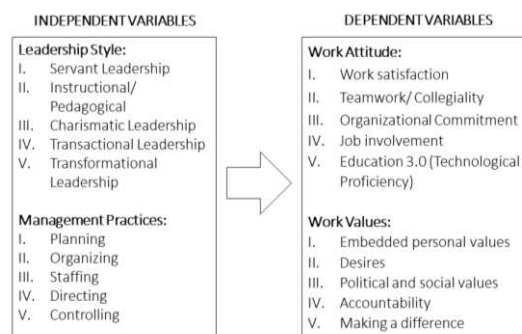 INDEPENDENT VARIABLES
Leadership Style:
I. Servant Leadership
II. Instructional/
Pedagogical
III. Charismatic Leadership
IV. Transactional Leadership
V. Transformational
Leadership
Management Practices:
I. Planning
II. Organizing
III. Staffing
IV. Directing
V. Controlling
DEPENDENT VARIABLES
Work Attitude:
I. Work satisfaction
II. Teamwork/ Collegiality
III. Organizational Commitment
IV. Job involvement
V. Education 3.0 (Technological
Proficiency)
Work Values:
I. Embedded personal values
II. Desires
III. Political and social values
IV. Accountability
V. Making a difference